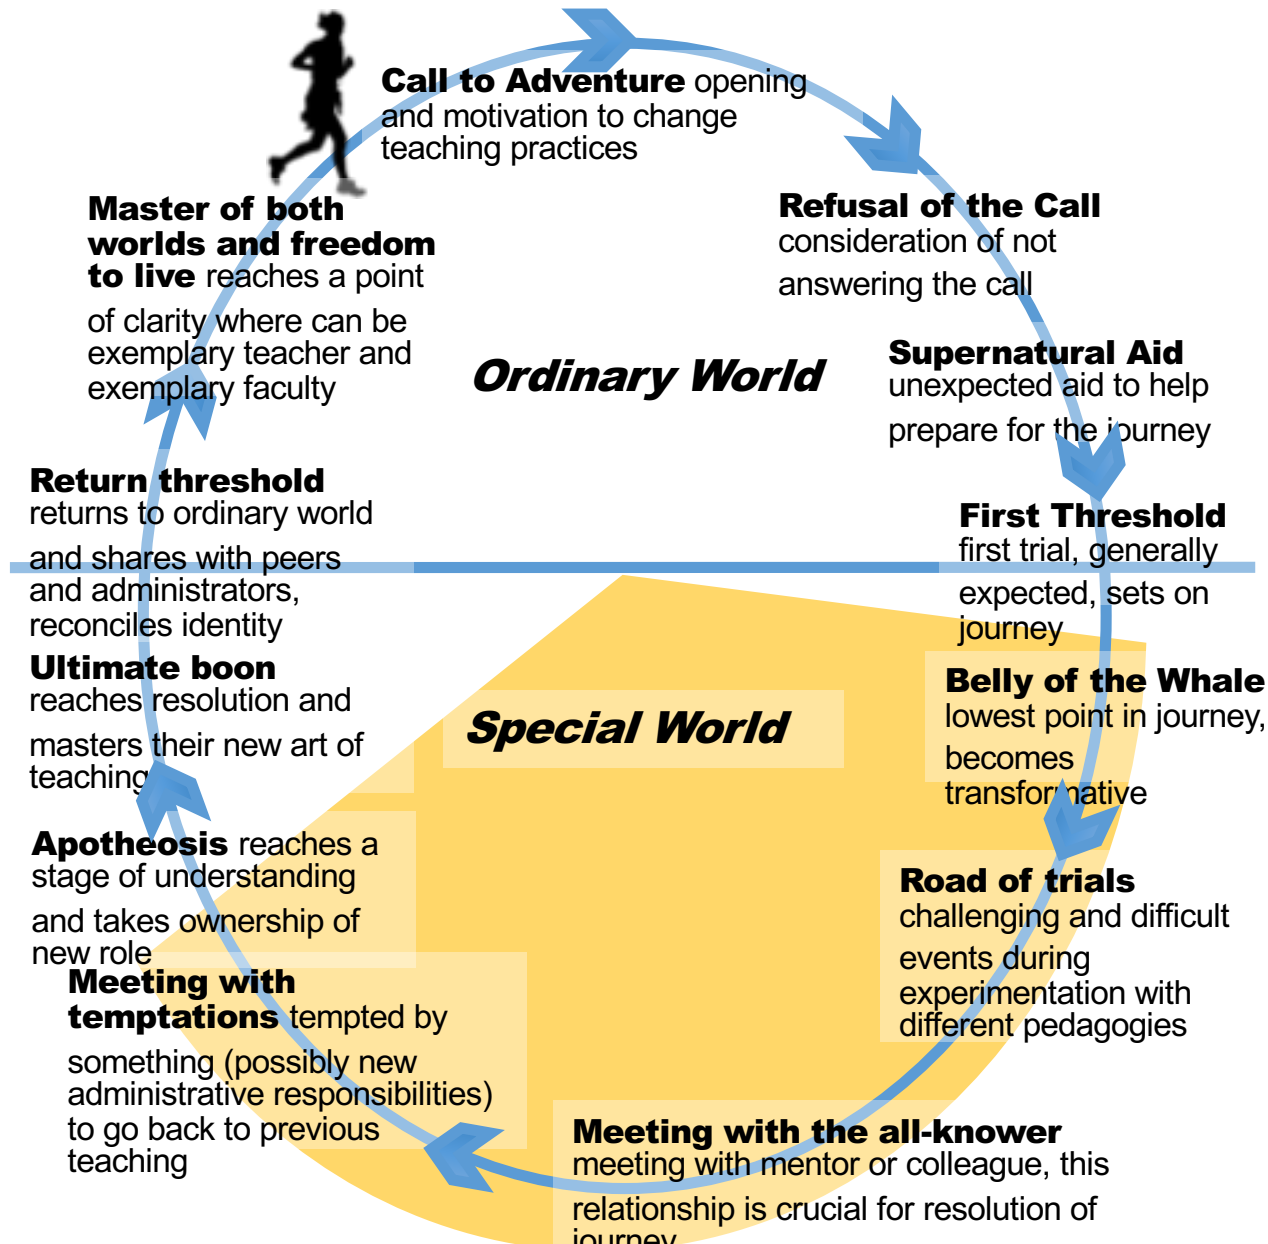 Call to Adventure opening
and motivation to change
teaching practices
Refusal of the Call
consideration of not
answering the call
Supernatural Aid
unexpected aid to help
prepare for the journey
First Threshold
first trial, generally
expected, sets on
journey
Belly of the Whale
lowest point in journey,
becomes
transformative
Road of trials
challenging and difficult
events during
experimentation with
different pedagogies
Meeting with the all-knower
meeting with mentor or colleague, this
relationship is crucial for resolution of
journey
Meeting with
temptations tempted by
something (possibly new
administrative responsibilities)
to go back to previous
teaching
Apotheosis reaches a
stage of understanding
and takes ownership of
new role
Ultimate boon
reaches resolution and
masters their new art of
teaching
Return threshold
returns to ordinary world
and shares with peers
and administrators,
reconciles identity
Master of both
worlds and freedom
to live reaches a point
of clarity where can be
exemplary teacher and
exemplary faculty
Ordinary World
Special World